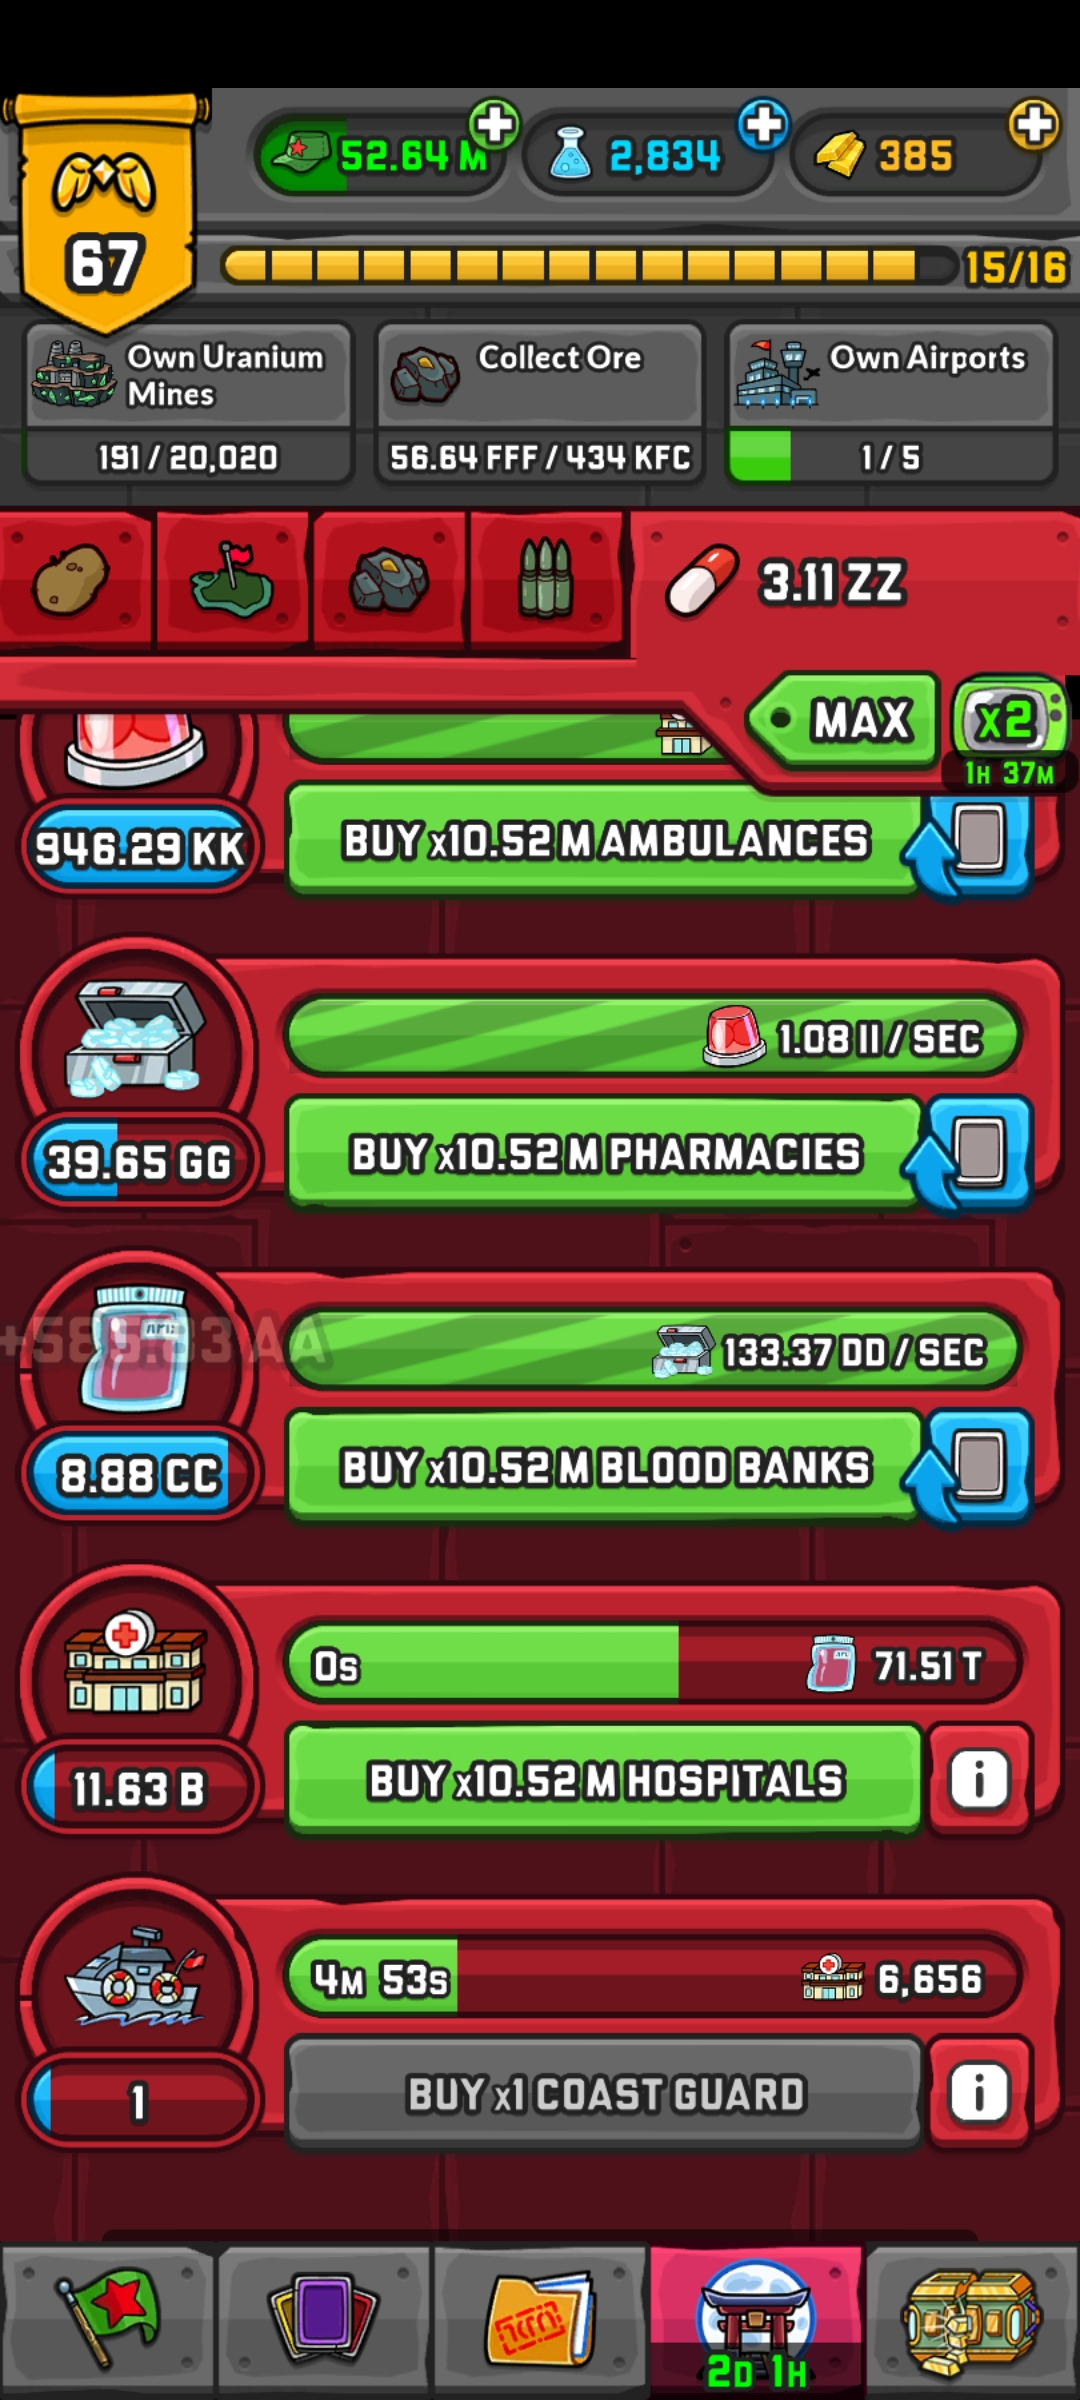 52.64 M
2,834
385
67
15/16
Own Uranium
Mines
191 / 20,020
Collect Ore
56.64 FFF / 434 KFC
Own Airports
1 / 5
3.11 ZZ
MAX
x2
1H 37M
946.29 KK
BUY x10.52 M AMBULANCES
1.08 II / SEC
39.65 GG
BUY x10.52 M PHARMACIES
133.37 DD / SEC
8.88 CC
BUY x10.52 M BLOOD BANKS
0s
71.51 T
11.63 B
BUY x10.52 M HOSPITALS
4M 53s
6,656
1
BUY x1 COAST GUARD
2D 1H